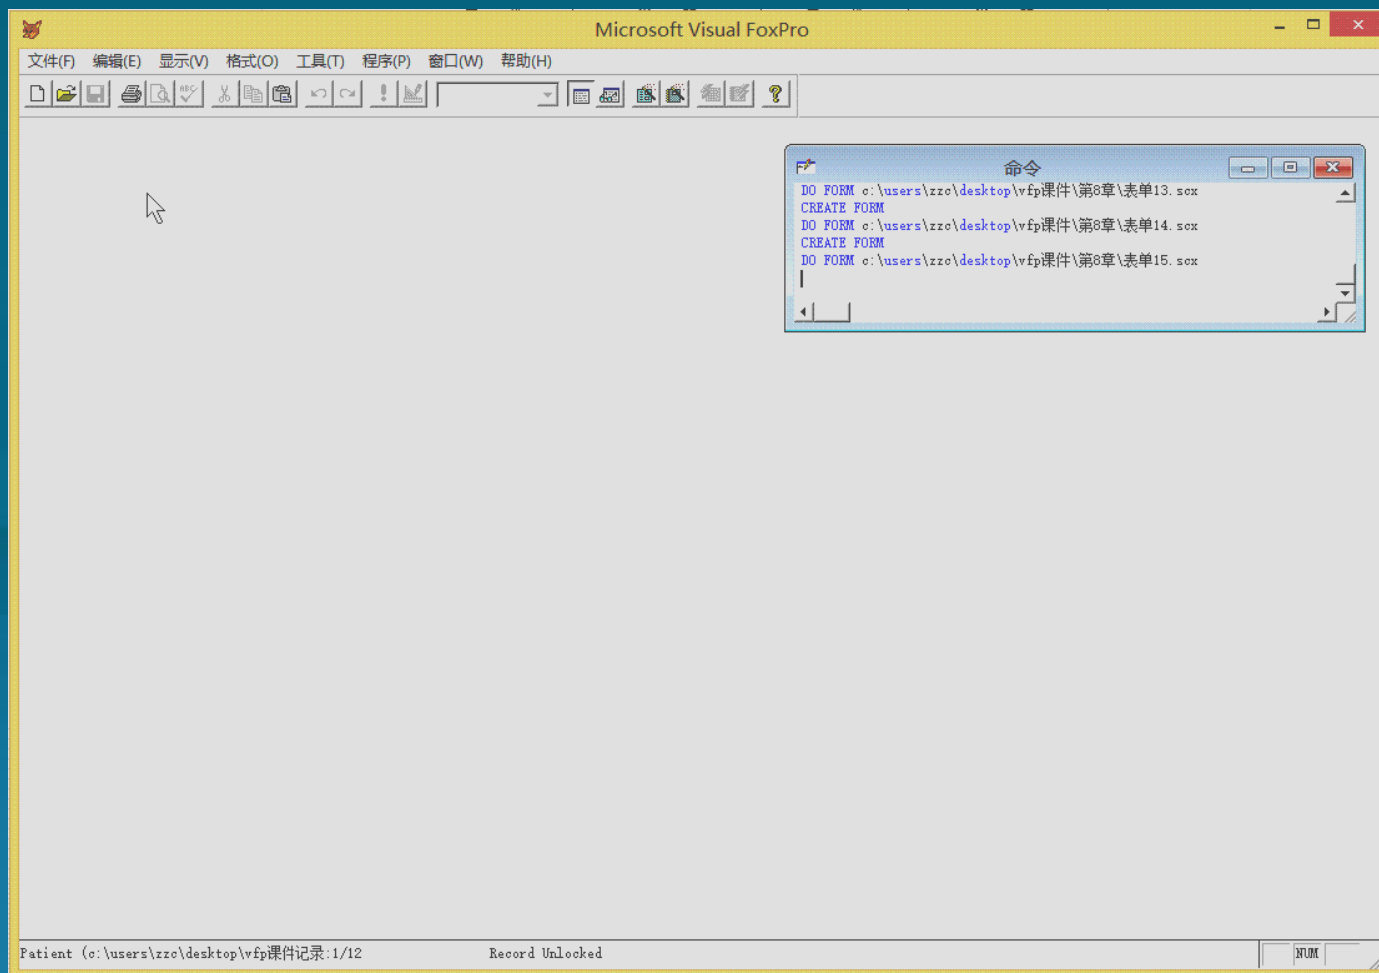 Microsoft Visual FoxPro
文件(F) 编辑(E) 显示(V) 格式(O) 工具(T) 程序(P) 窗口(W) 帮助(H)
命令
DO FORM c:\users\zzc\desktop\vfp课件\第8章\表单13.scx
CREATE FORM
DO FORM c:\users\zzc\desktop\vfp课件\第8章\表单14.scx
CREATE FORM
DO FORM c:\users\zzc\desktop\vfp课件\第8章\表单15.scx
Patient (c:\users\zzc\desktop\vfp课件记录:1/12 Record Unlocked NUM